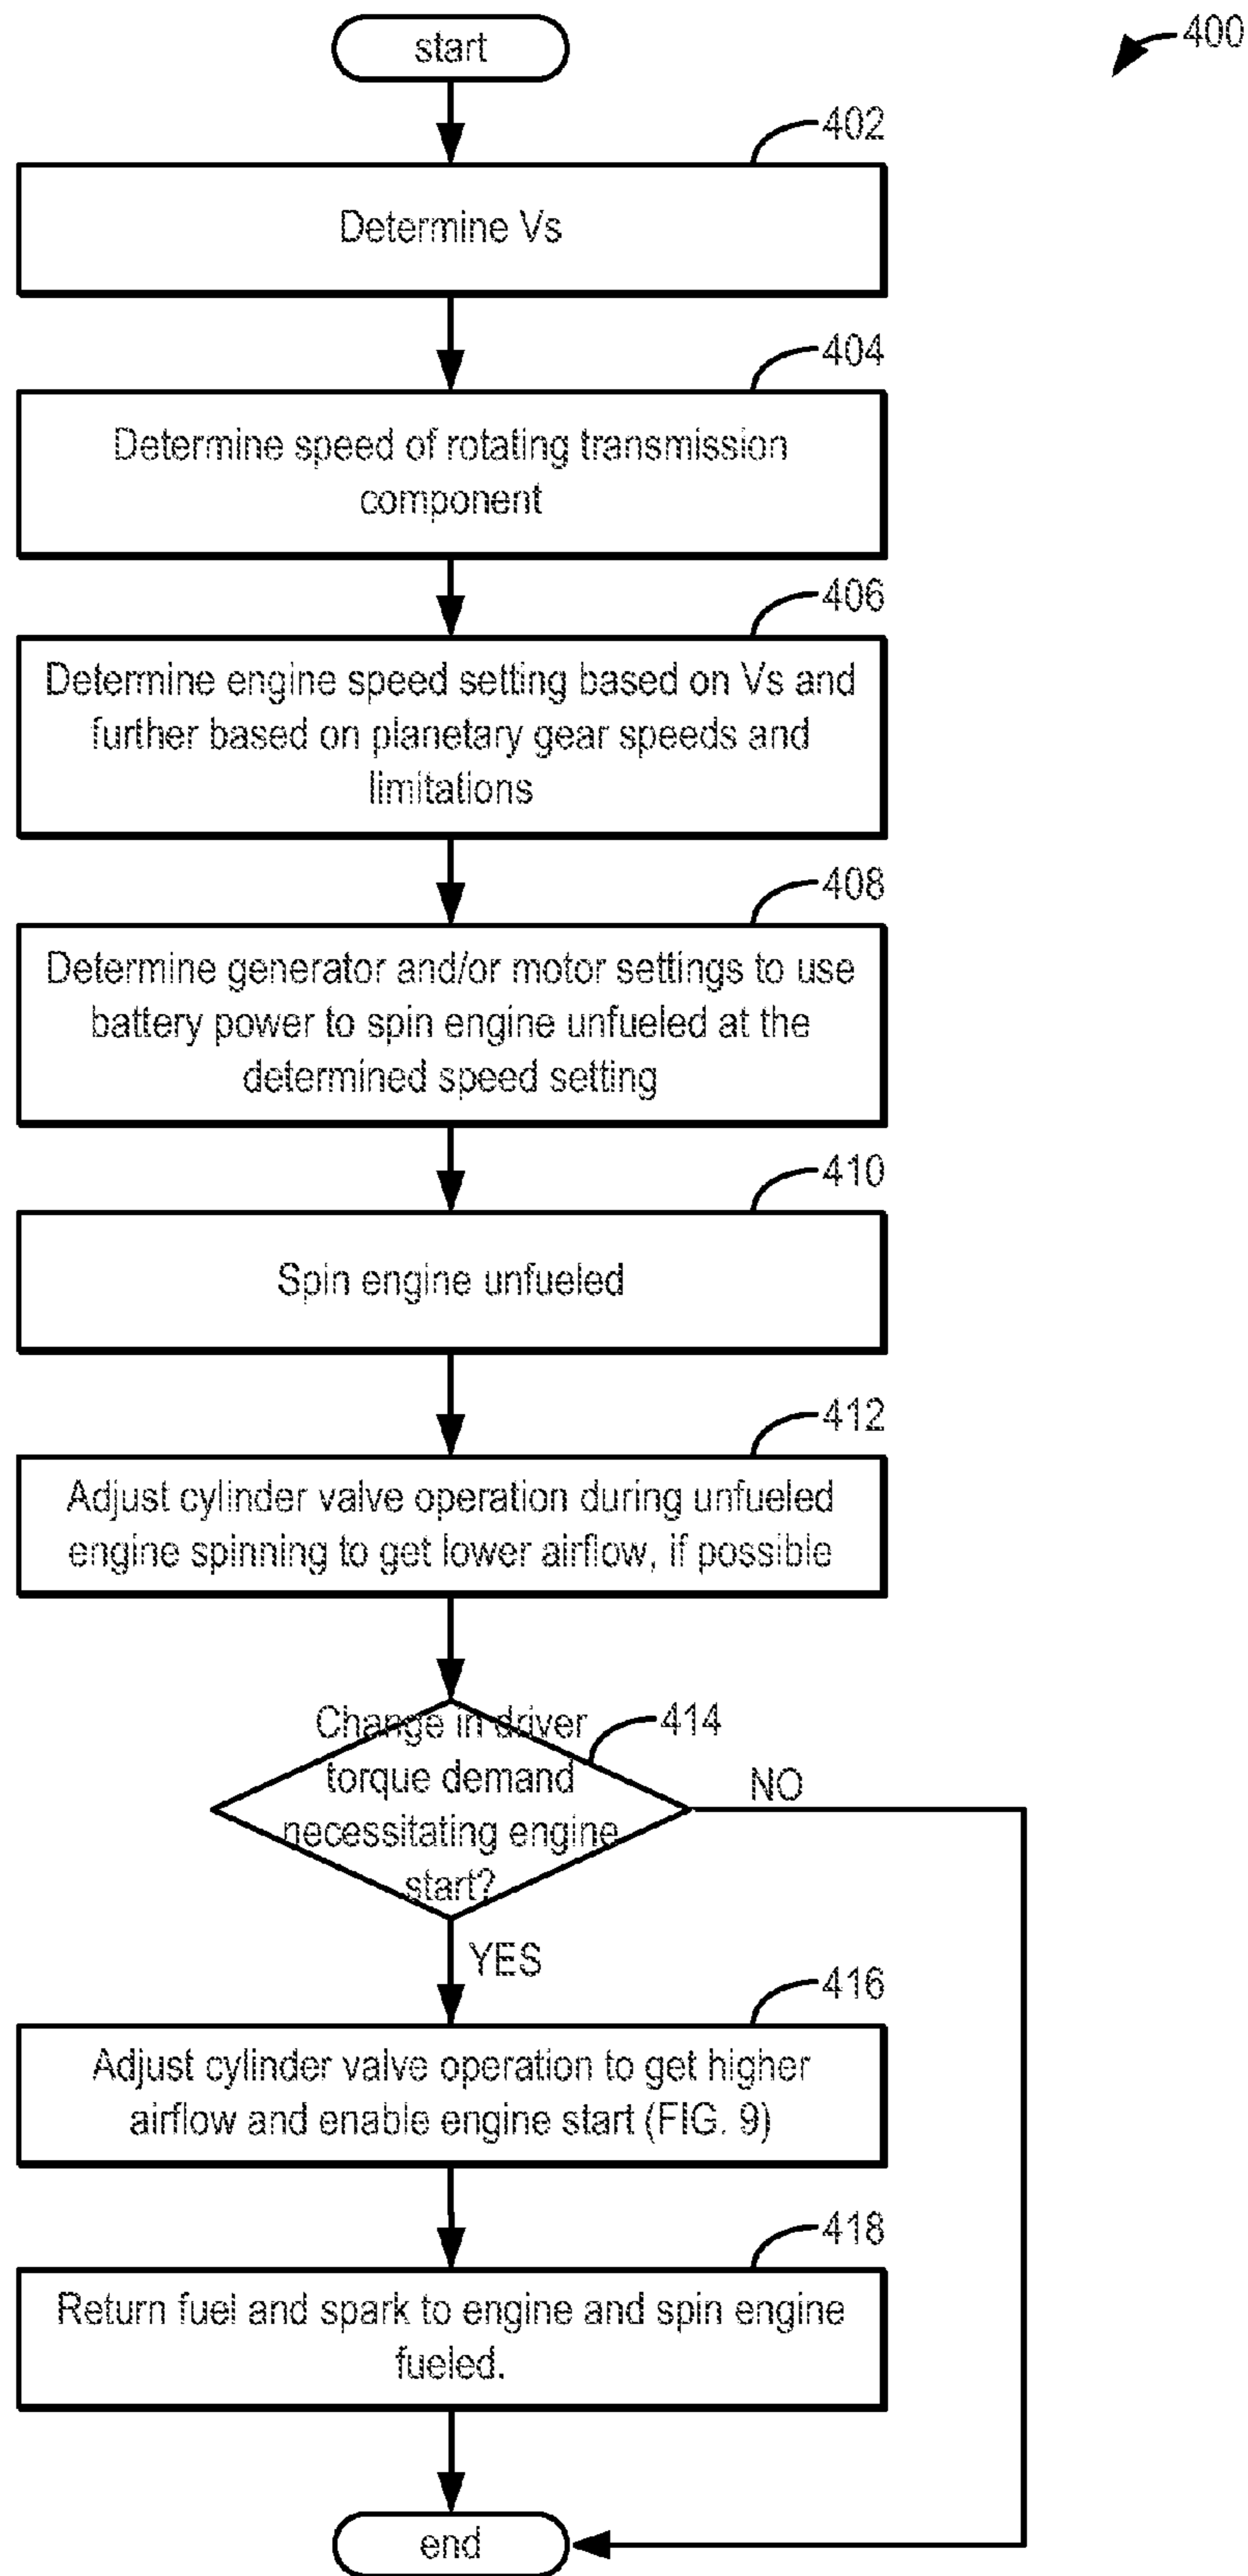 start
400
402
Determine Vs
404
Determine speed of rotating transmission
component
406
Determine engine speed setting based on Vs and
further based on planetary gear speeds and
limitations
408
Determine generator and/or motor settings to use
battery power to spin engine unfueled at the
determined speed setting
410
Spin engine unfueled
412
Adjust cylinder valve operation during unfueled
engine spinning to get lower airflow, if possible
Change in driver
414
torque demand
NO
necessitating engine
start?
YES
416
Adjust cylinder valve operation to get higher
airflow and enable engine start (FIG. 9)
418
Return fuel and spark to engine and spin engine
fueled.
end